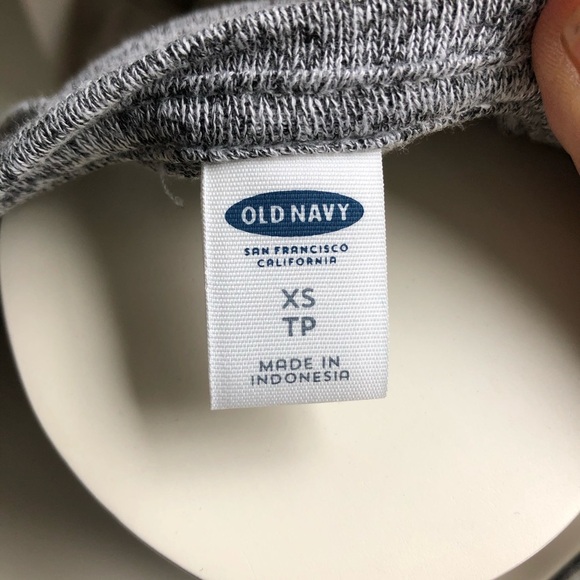 OLD NAVY
SAN FRANCISCO
CALIFORNIA
XS
TP
MADE IN
INDONESIA